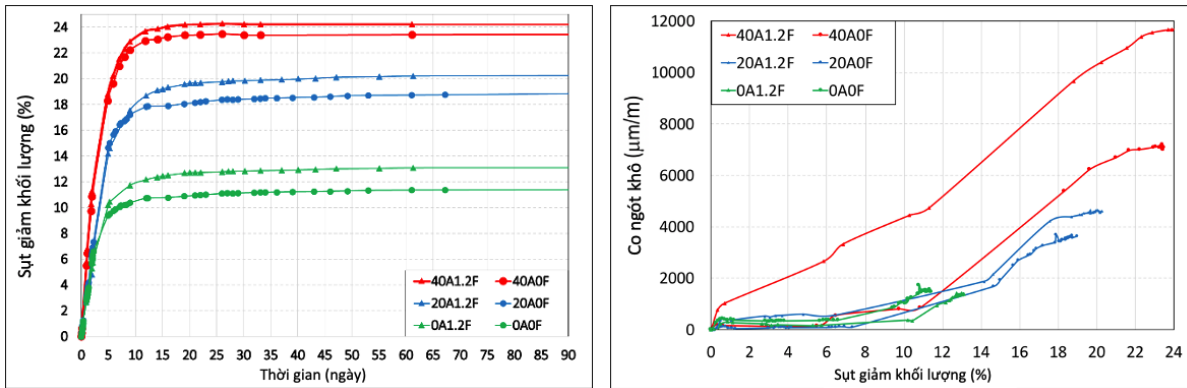 Sụt giảm khối lượng (%)
24
22
20
18
16
14
12
10
8
6
4
2
0
40A1.2F 40A0F
20A1.2F 20A0F
0A1.2F 0A0F
0 5 10 15 20 25 30 35 40 45 50 55 60 65 70 75 80 85 90
Thời gian (ngày)
Co ngót khô (μm/m)
12000
10000
8000
6000
4000
2000
0
40A1.2F 40A0F
20A1.2F 20A0F
0A1.2F 0A0F
0 2 4 6 8 10 12 14 16 18 20 22 24
Sụt giảm khối lượng (%)